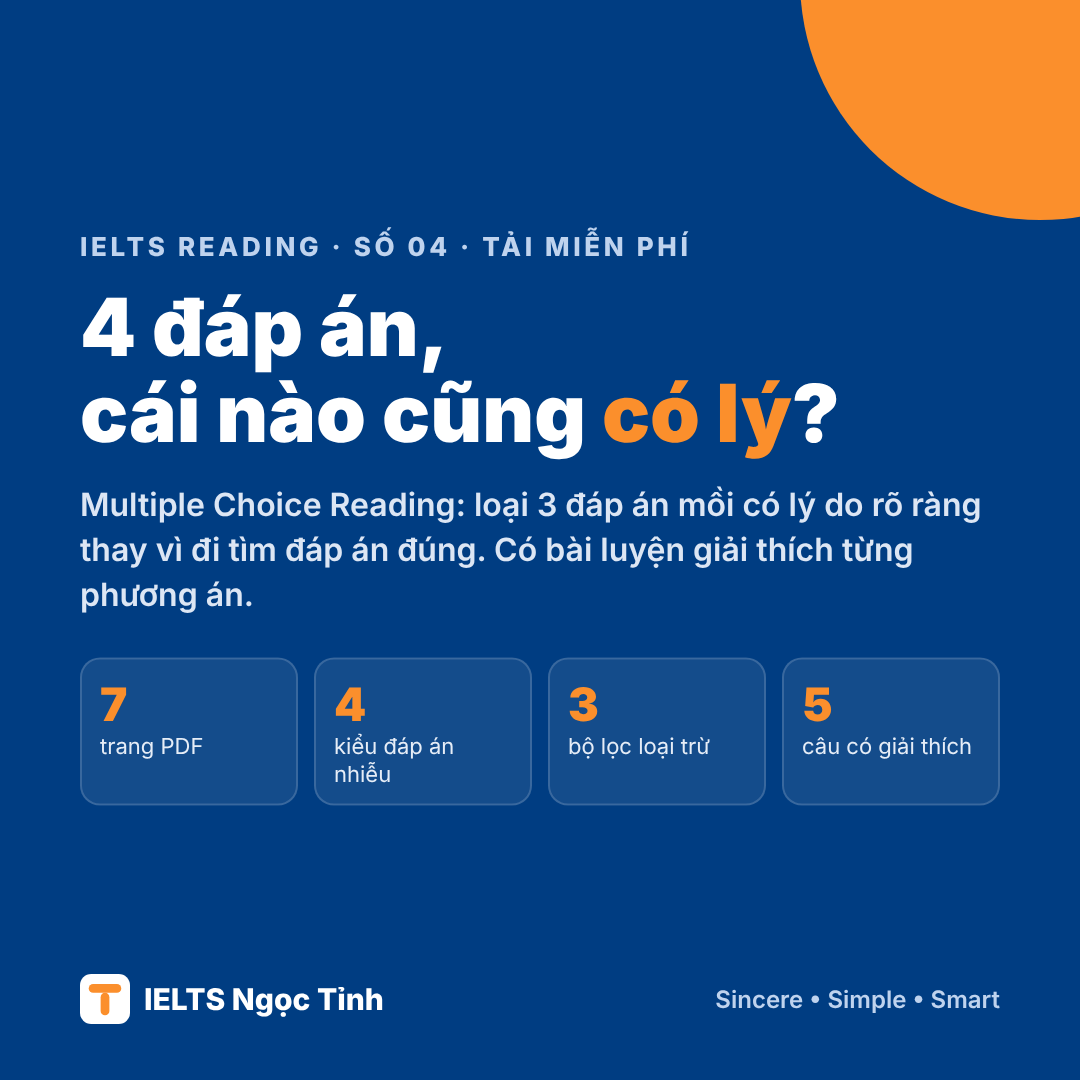 IELTS READING · SỐ 04 · TẢI MIỄN PHÍ
4 đáp án,
cái nào cũng có lý?
Multiple Choice Reading: loại 3 đáp án mồi có lý do rõ ràng
thay vì đi tìm đáp án đúng. Có bài luyện giải thích từng
phương án.
7
trang PDF
4
kiểu đáp án
nhiễu
3
bộ lọc loại trừ
5
câu có giải thích
IELTS Ngọc Tỉnh
Sincere • Simple • Smart